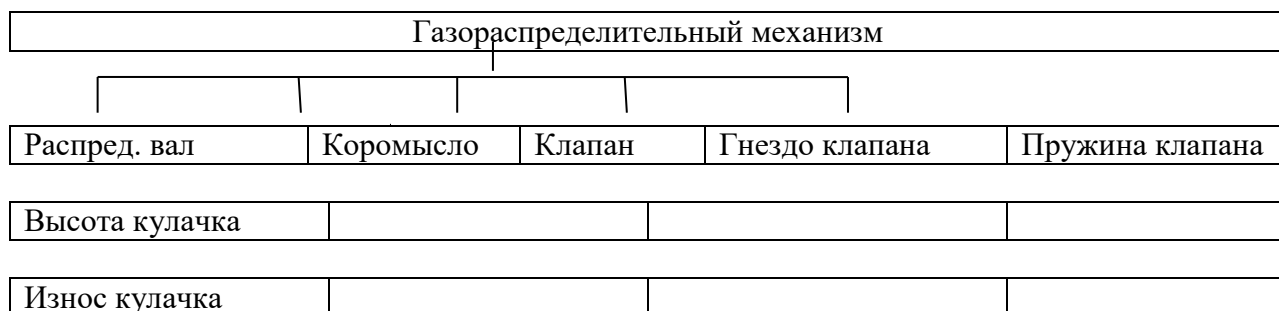 Газораспределительный механизм
Распред. вал Коромысло Клапан Гнездо клапана Пружина клапана
Высота кулачка
Износ кулачка